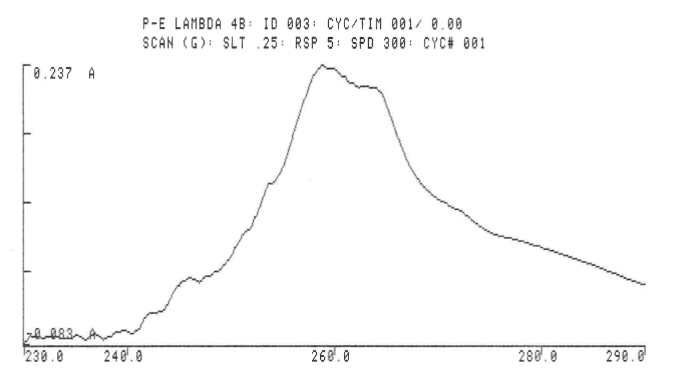 P-E LAMBDA 4B: ID 003: CYC/TIM 001/ 0.00
SCAN (G): SLT .25: RSP 5: SPD 300: CYC# 001
0.237 A
-0.083 A
230.0 240.0 260.0 280.0 290.0